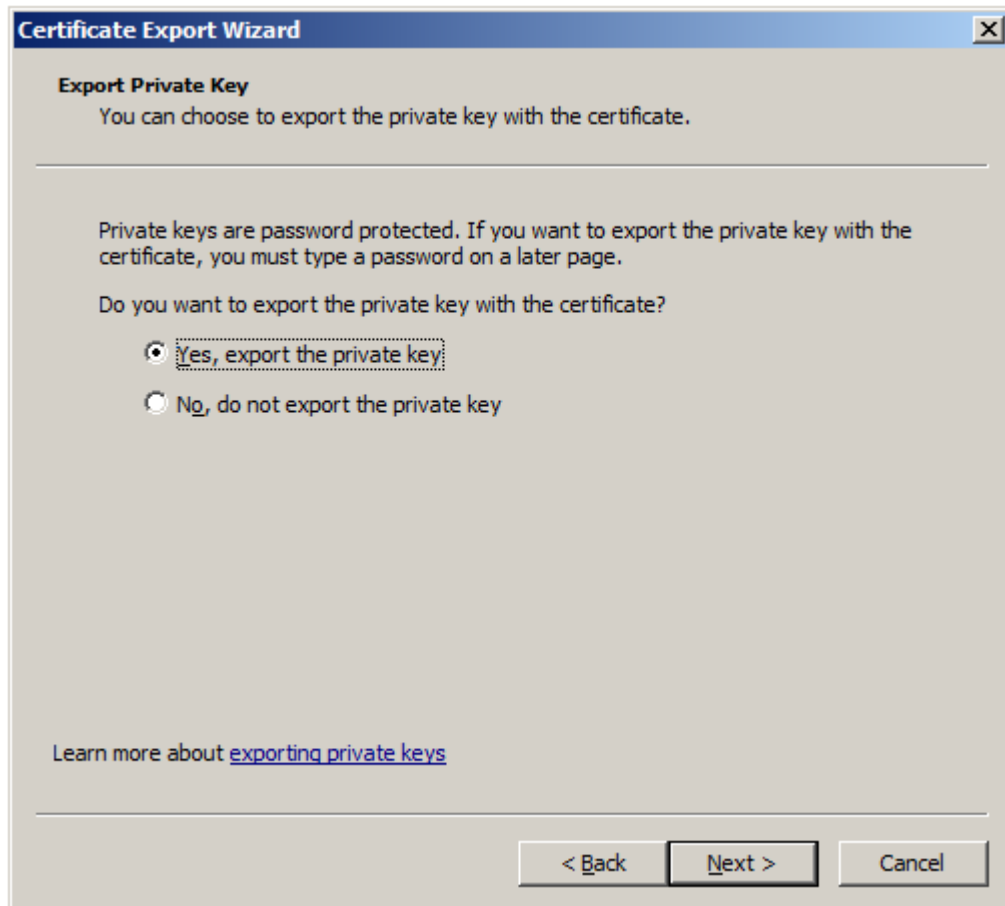 Certificate Export Wizard
Export Private Key
You can choose to export the private key with the certificate.
Private keys are password protected. If you want to export the private key with the
certificate, you must type a password on a later page.
Do you want to export the private key with the certificate?
Yes, export the private key
No, do not export the private key
Learn more about exporting private keys
< Back
Next >
Cancel